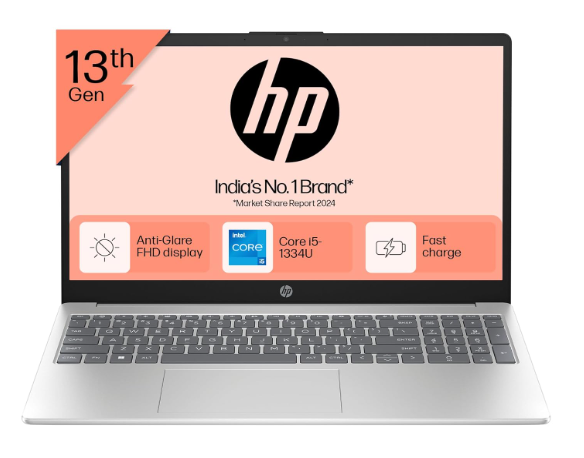 13th
Gen
hp
India's No.1 Brand*
*Market Share Report 2024
Anti-Glare
FHD display
intel
CORE
i5
Core i5-
1334U
Fast
charge
hp